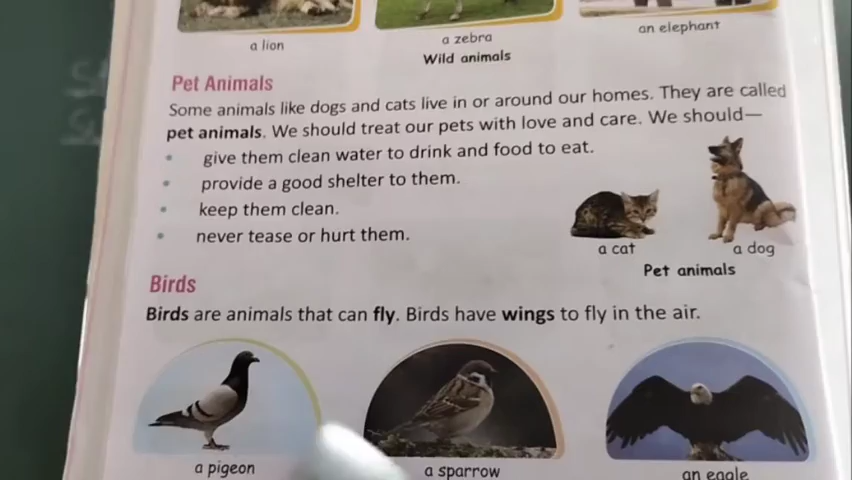 a lion
a zebra
an elephant
Wild animals
Pet Animals
Some animals like dogs and cats live in or around our homes. They are called
pet animals. We should treat our pets with love and care. We should—
• give them clean water to drink and food to eat.
• provide a good shelter to them.
• keep them clean.
• never tease or hurt them.
a cat
a dog
Pet animals
Birds
Birds are animals that can fly. Birds have wings to fly in the air.
a pigeon
a sparrow
an eagle